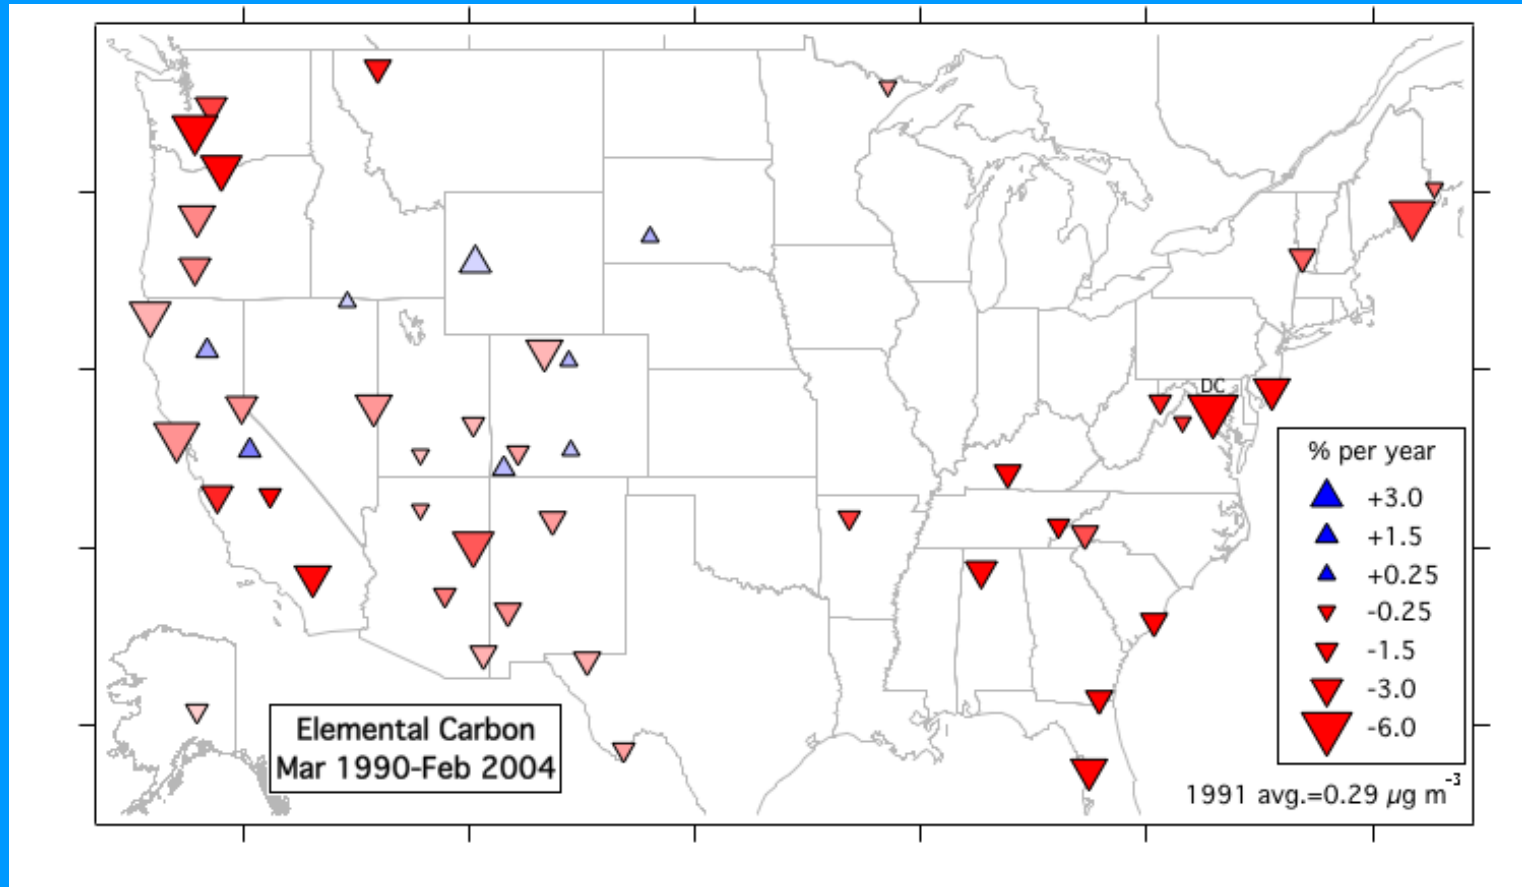 DC
% per year
+3.0
+1.5
+0.25
-0.25
-1.5
-3.0
-6.0
Elemental Carbon
Mar 1990-Feb 2004
1991 avg.=0.29 µg m⁻³